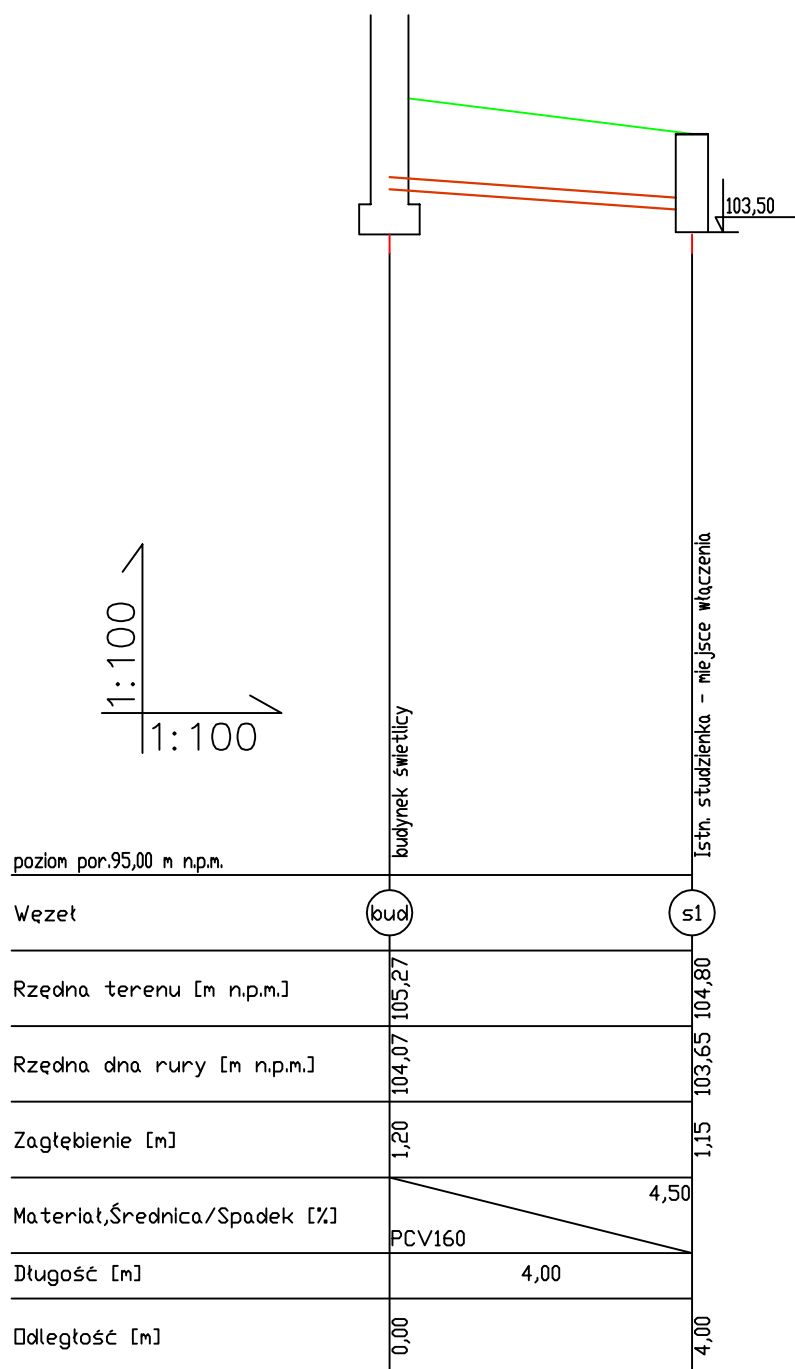 103,50
1:100
1:100
budynek świetlicy
Istn. studzienka - miejsce włączenia
poziom por.95,00 m n.p.m.
Węzeł bud s1
Rzędna terenu [m n.p.m.] 105,27 104,80
Rzędna dna rury [m n.p.m.] 104,07 103,65
Zagłębienie [m] 1,20 1,15
Materiał,Średnica/Spadek [%] PCV160 4,50
Długość [m] 4,00
Odległość [m] 0,00 4,00